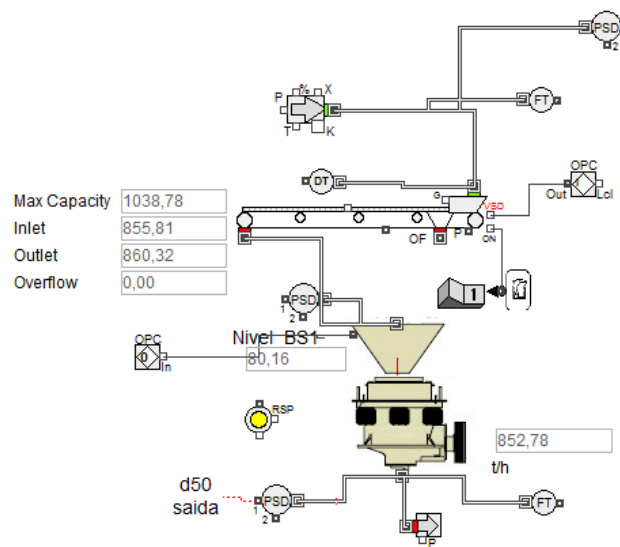 PSD
2
P % X
T K
FT
DT
G
VSD
OPC
Out I Lcl
OF P ON
Max Capacity 1038,78
Inlet 855,81
Outlet 860,32
Overflow 0,00
1
PSD
1 2
Nivel BS1
80,16
OPC
0 In
RSP
852,78
t/h
d50
saida
PSD
1 2
FT
P